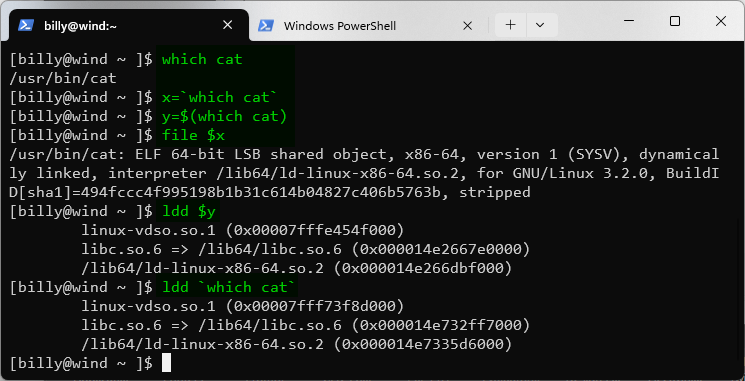 billy@wind:~
Windows PowerShell
[billy@wind ~ ]$ which cat
/usr/bin/cat
[billy@wind ~ ]$ x=`which cat`
[billy@wind ~ ]$ y=$(which cat)
[billy@wind ~ ]$ file $x
/usr/bin/cat: ELF 64-bit LSB shared object, x86-64, version 1 (SYSV), dynamical
ly linked, interpreter /lib64/ld-linux-x86-64.so.2, for GNU/Linux 3.2.0, BuildI
D[sha1]=494fccc4f995198b1b31c614b04827c406b5763b, stripped
[billy@wind ~ ]$ ldd $y
        linux-vdso.so.1 (0x00007fffe454f000)
        libc.so.6 => /lib64/libc.so.6 (0x000014e2667e0000)
        /lib64/ld-linux-x86-64.so.2 (0x000014e266dbf000)
[billy@wind ~ ]$ ldd `which cat`
        linux-vdso.so.1 (0x00007fff73f8d000)
        libc.so.6 => /lib64/libc.so.6 (0x000014e732ff7000)
        /lib64/ld-linux-x86-64.so.2 (0x000014e7335d6000)
[billy@wind ~ ]$